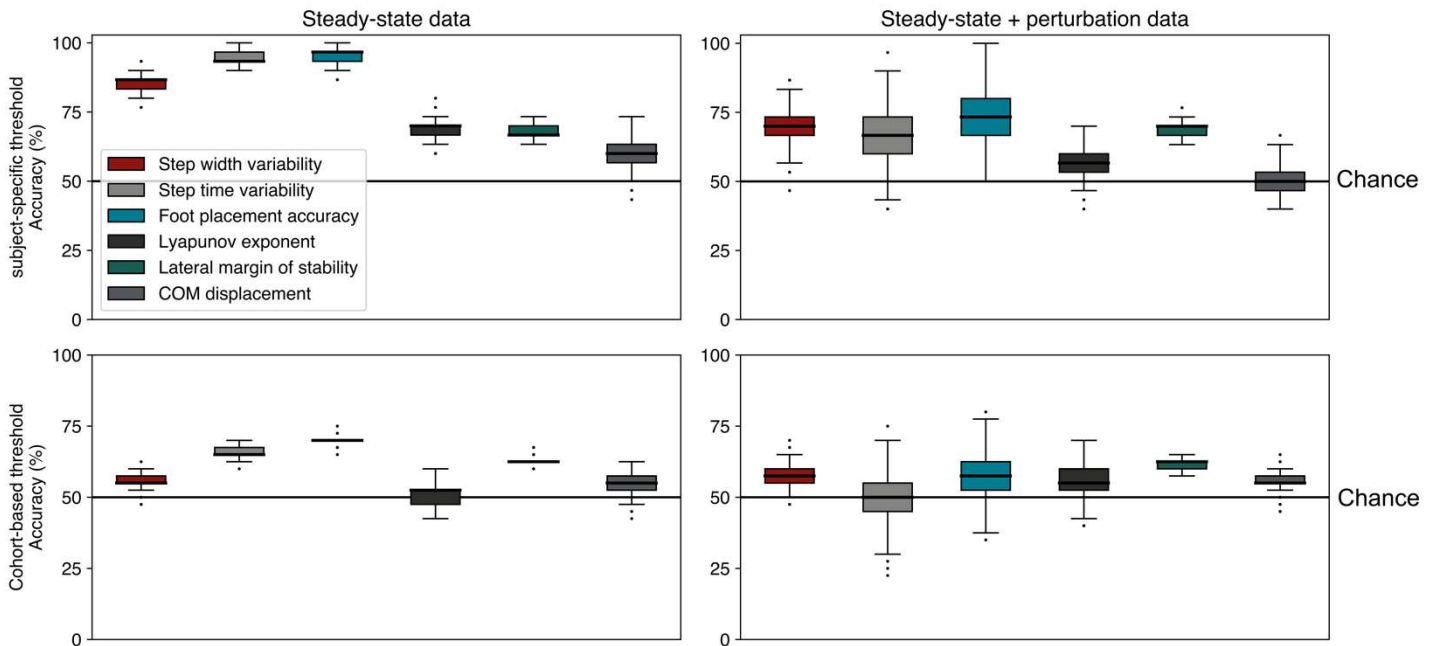 Steady-state data
Steady-state + perturbation data
subject-specific threshold
Accuracy (%)
100
75
50
25
0
Step width variability
Step time variability
Foot placement accuracy
Lyapunov exponent
Lateral margin of stability
COM displacement
100
75
50
25
0
Chance
Cohort-based threshold
Accuracy (%)
100
75
50
25
0
100
75
50
25
0
Chance